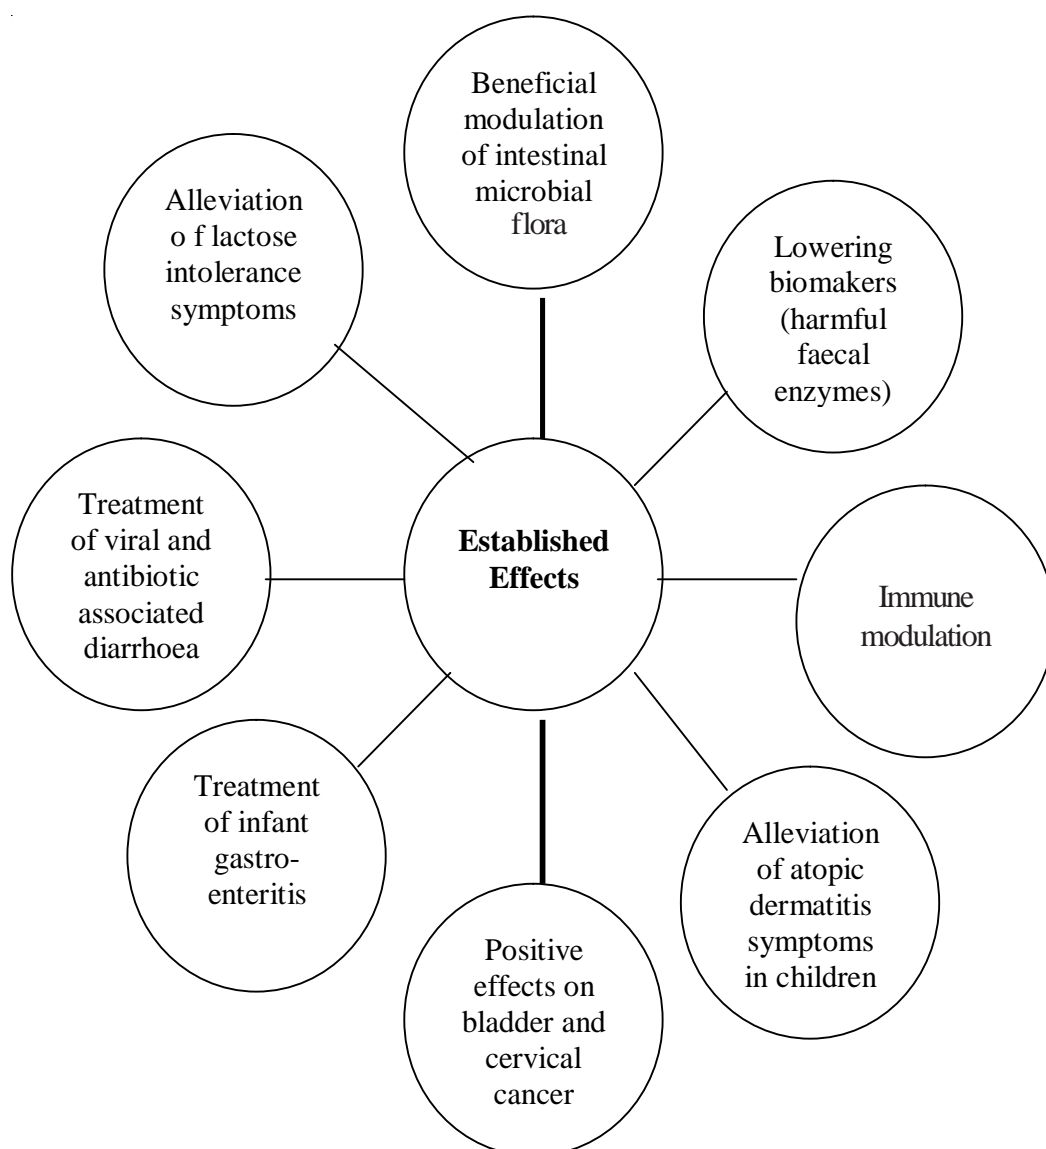 Beneficial
modulation
of intestinal
microbial
flora
Alleviation
o f lactose
intolerance
symptoms
Lowering
biomakers
(harmful
faecal
enzymes)
Treatment
of viral and
antibiotic
associated
diarrhoea
Established
Effects
Immune
modulation
Treatment
of infant
gastro-
enteritis
Alleviation
of atopic
dermatitis
symptoms
in children
Positive
effects on
bladder and
cervical
cancer